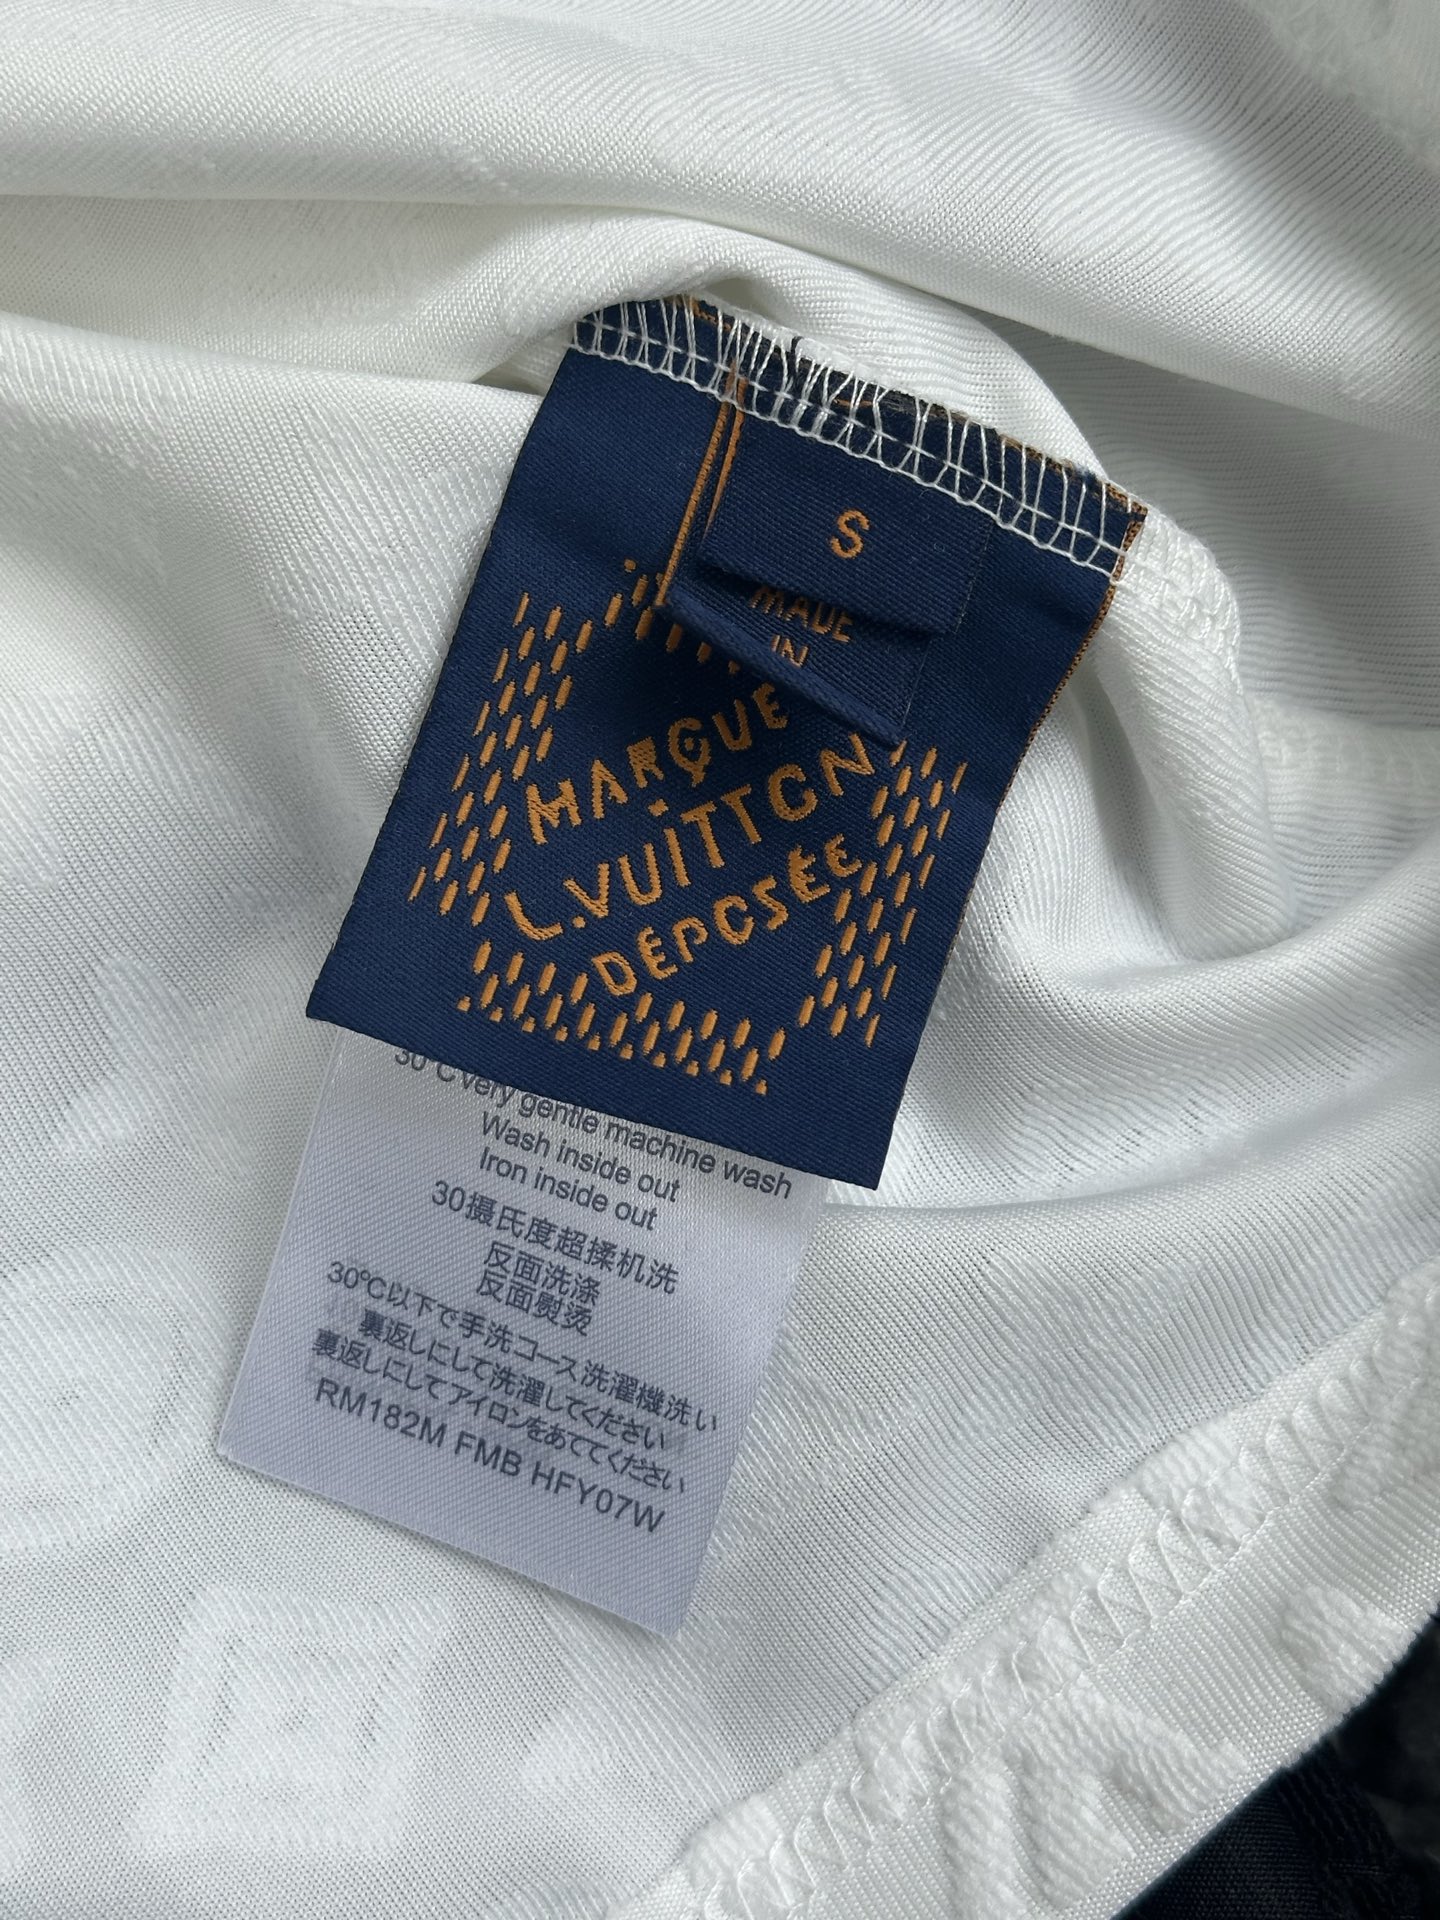 S
MADE
IN
MARQUE
L.VUITTON
DÉPOSÉE
30°C very gentle machine wash
Wash inside out
Iron inside out
30摄氏度超揉机洗
反面洗涤
反面熨烫
30℃以下で手洗コース洗濯機洗い
裏返しにして洗濯してください
裏返しにしてアイロンをあててください
RM182M FMB HFY07W